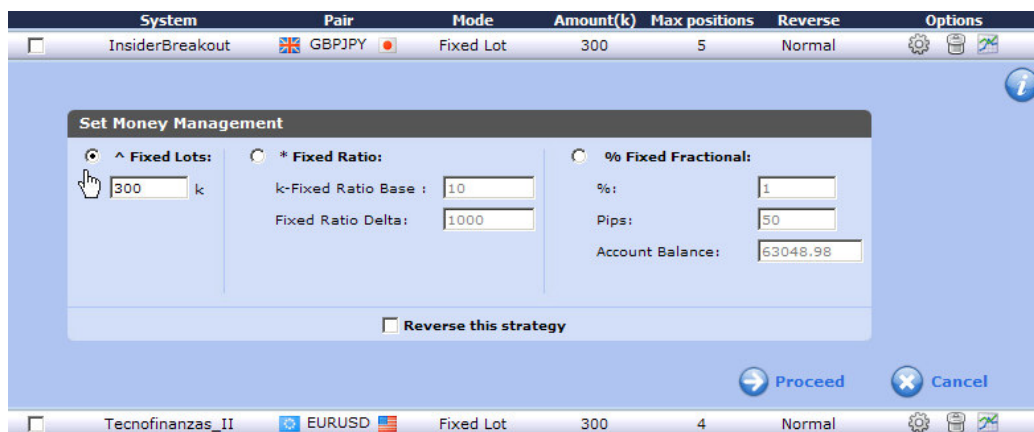 System Pair Mode Amount(k) Max positions Reverse Options
InsiderBreakout GBPJPY Fixed Lot 300 5 Normal
i
Set Money Management
^ Fixed Lots: * Fixed Ratio: % Fixed Fractional:
300 k k-Fixed Ratio Base : 10 %: 1
Fixed Ratio Delta: 1000 Pips: 50
Account Balance: 63048.98
Reverse this strategy
Proceed Cancel
Tecnofinanzas_II EURUSD Fixed Lot 300 4 Normal